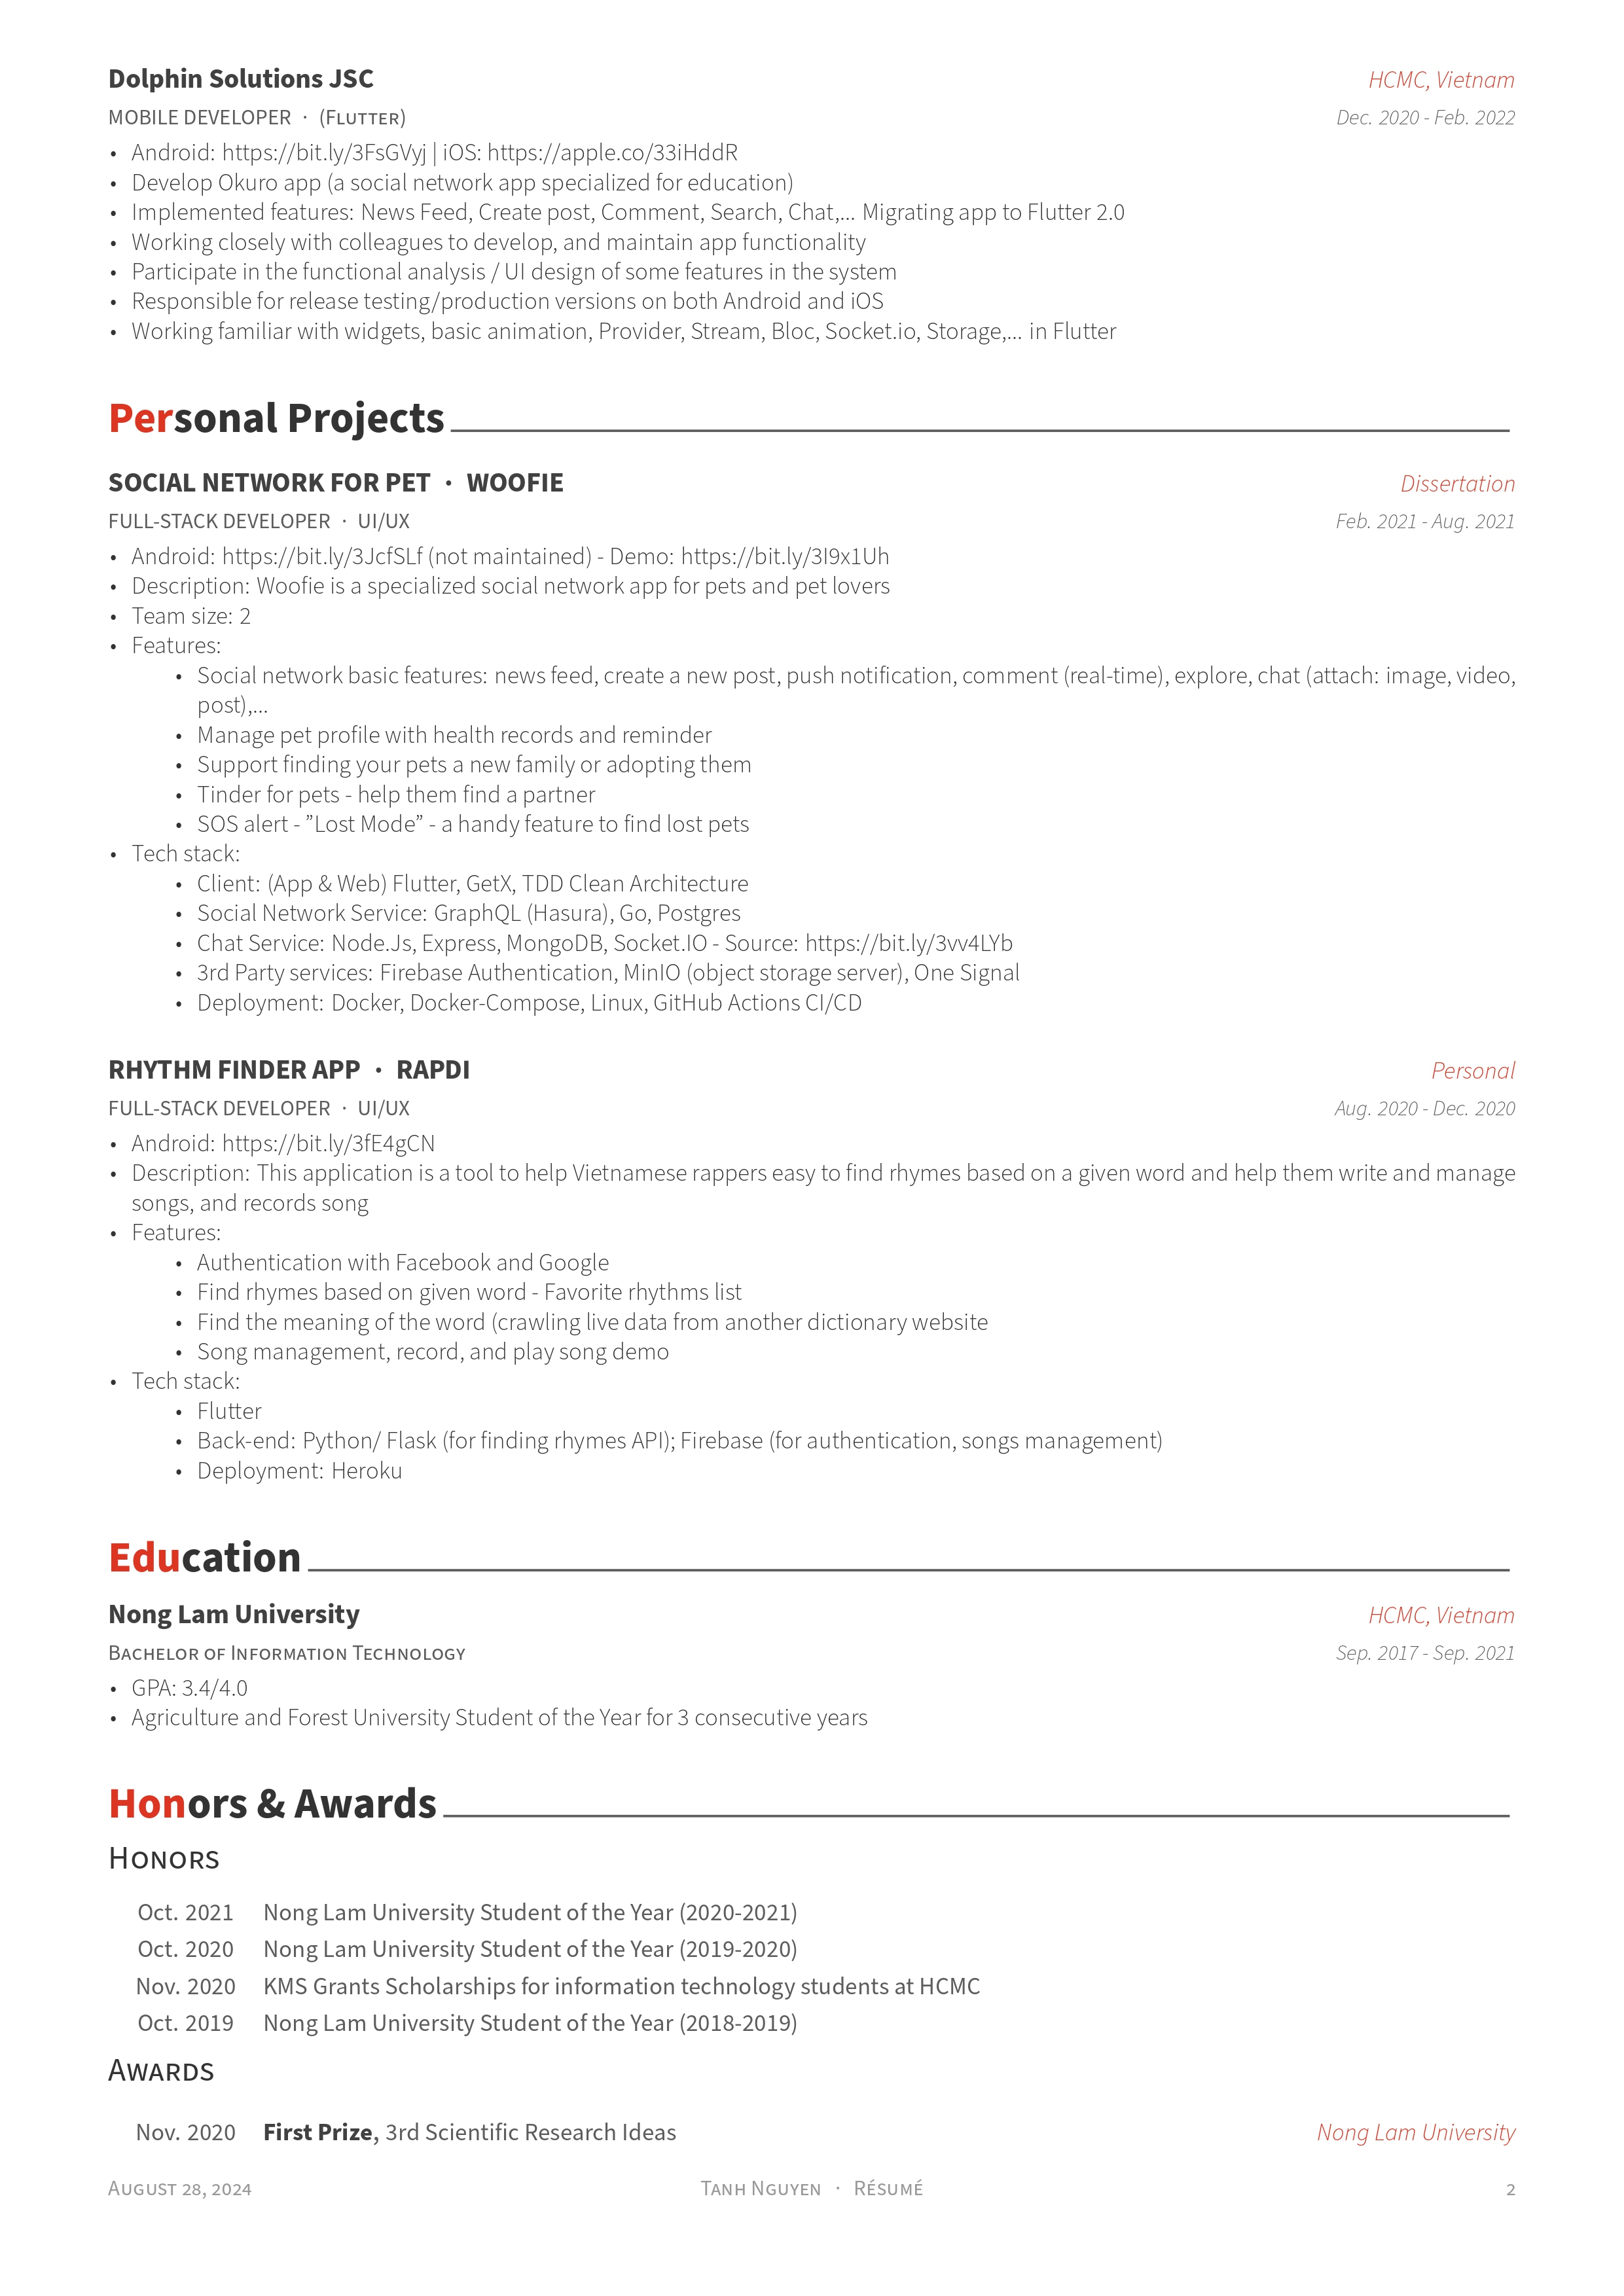 Dolphin Solutions JSC HCMC, Vietnam
MOBILE DEVELOPER · (FLUTTER) Dec. 2020 - Feb. 2022
• Android: https://bit.ly/3FsGVyj | iOS: https://apple.co/33iHddR
• Develop Okuro app (a social network app specialized for education)
• Implemented features: News Feed, Create post, Comment, Search, Chat,... Migrating app to Flutter 2.0
• Working closely with colleagues to develop, and maintain app functionality
• Participate in the functional analysis / UI design of some features in the system
• Responsible for release testing/production versions on both Android and iOS
• Working familiar with widgets, basic animation, Provider, Stream, Bloc, Socket.io, Storage,... in Flutter
Personal Projects
SOCIAL NETWORK FOR PET · WOOFIE Dissertation
FULL-STACK DEVELOPER · UI/UX Feb. 2021 - Aug. 2021
• Android: https://bit.ly/3JcfSLf (not maintained) - Demo: https://bit.ly/3I9x1Uh
• Description: Woofie is a specialized social network app for pets and pet lovers
• Team size: 2
• Features:
• Social network basic features: news feed, create a new post, push notification, comment (real-time), explore, chat (attach: image, video,
post),...
• Manage pet profile with health records and reminder
• Support finding your pets a new family or adopting them
• Tinder for pets - help them find a partner
• SOS alert - ”Lost Mode” - a handy feature to find lost pets
• Tech stack:
• Client: (App & Web) Flutter, GetX, TDD Clean Architecture
• Social Network Service: GraphQL (Hasura), Go, Postgres
• Chat Service: Node.Js, Express, MongoDB, Socket.IO - Source: https://bit.ly/3vv4LYb
• 3rd Party services: Firebase Authentication, MinIO (object storage server), One Signal
• Deployment: Docker, Docker-Compose, Linux, GitHub Actions CI/CD
RHYTHM FINDER APP · RAPDI Personal
FULL-STACK DEVELOPER · UI/UX Aug. 2020 - Dec. 2020
• Android: https://bit.ly/3fE4gCN
• Description: This application is a tool to help Vietnamese rappers easy to find rhymes based on a given word and help them write and manage
songs, and records song
• Features:
• Authentication with Facebook and Google
• Find rhymes based on given word - Favorite rhythms list
• Find the meaning of the word (crawling live data from another dictionary website
• Song management, record, and play song demo
• Tech stack:
• Flutter
• Back-end: Python/ Flask (for finding rhymes API); Firebase (for authentication, songs management)
• Deployment: Heroku
Education
Nong Lam University HCMC, Vietnam
BACHELOR OF INFORMATION TECHNOLOGY Sep. 2017 - Sep. 2021
• GPA: 3.4/4.0
• Agriculture and Forest University Student of the Year for 3 consecutive years
Honors & Awards
HONORS
Oct. 2021 Nong Lam University Student of the Year (2020-2021)
Oct. 2020 Nong Lam University Student of the Year (2019-2020)
Nov. 2020 KMS Grants Scholarships for information technology students at HCMC
Oct. 2019 Nong Lam University Student of the Year (2018-2019)
AWARDS
Nov. 2020 First Prize, 3rd Scientific Research Ideas Nong Lam University
AUGUST 28, 2024 TANH NGUYEN · RÉSUMÉ 2